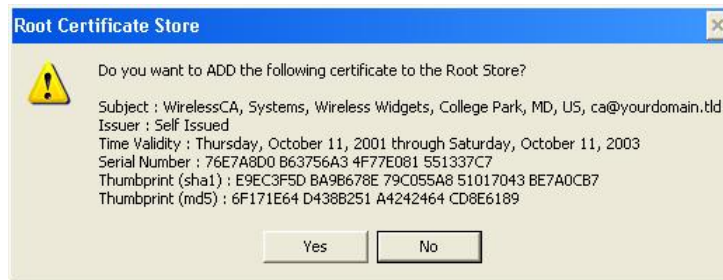 Root Certificate Store
Do you want to ADD the following certificate to the Root Store?
Subject : WirelessCA, Systems, Wireless Widgets, College Park, MD, US, ca@yourdomain.tld
Issuer : Self Issued
Time Validity : Thursday, October 11, 2001 through Saturday, October 11, 2003
Serial Number : 76E7A8D0 B63756A3 4F77E081 551337C7
Thumbprint (sha1) : E9EC3F5D BA9B678E 79C055A8 51017043 BE7A0CB7
Thumbprint (md5) : 6F171E64 D438B251 A4242464 CD8E6189
Yes No